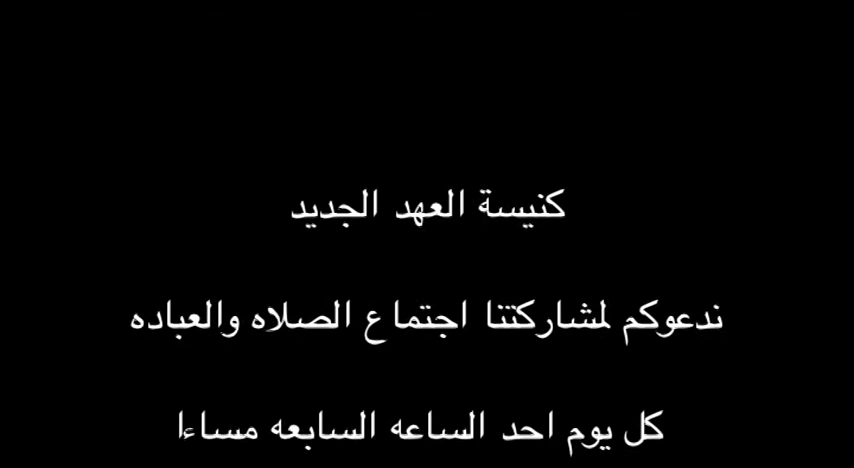 كنيسة العهد الجديد
ندعوكم لمشاركتنا اجتماع الصلاه والعباده
كل يوم احد الساعه السابعه مساءا